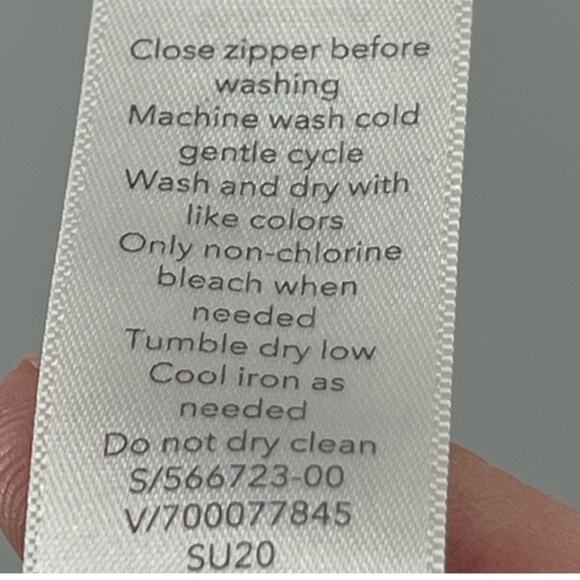 Close zipper before
washing
Machine wash cold
gentle cycle
Wash and dry with
like colors
Only non-chlorine
bleach when
needed
Tumble dry low
Cool iron as
needed
Do not dry clean
S/566723-00
V/700077845
SU20